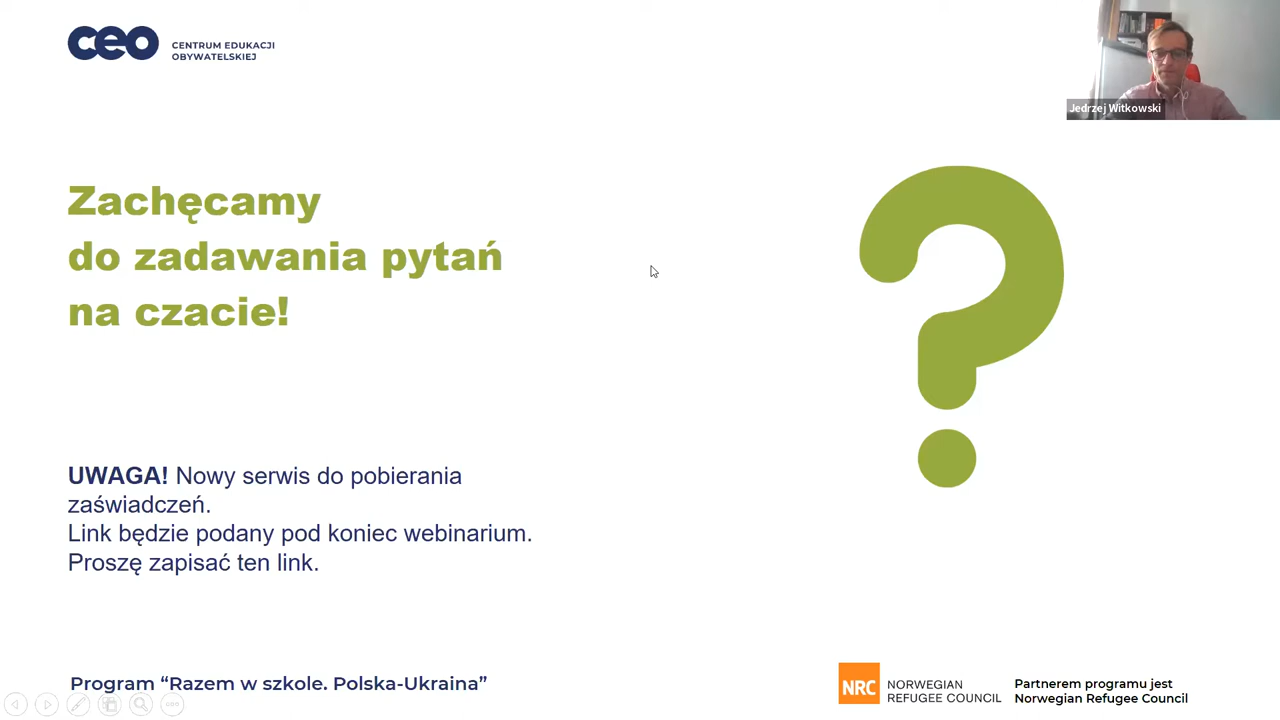 ceo
CENTRUM EDUKACJI
OBYWATELSKIEJ
Jedrzej Witkowski
Zachęcamy
do zadawania pytań
na czacie!
UWAGA! Nowy serwis do pobierania
zaświadczeń.
Link będzie podany pod koniec webinarium.
Proszę zapisać ten link.
Program “Razem w szkole. Polska-Ukraina”
NRC
NORWEGIAN
REFUGEE COUNCIL
Partnerem programu jest
Norwegian Refugee Council